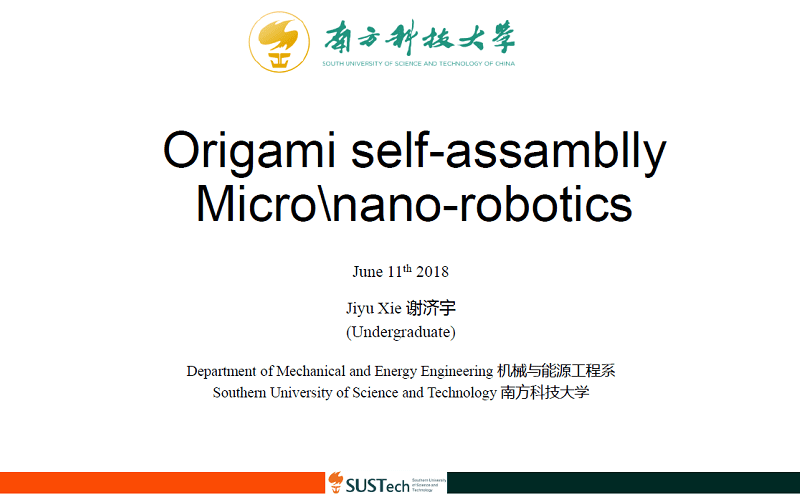 南方科技大学
SOUTH UNIVERSITY OF SCIENCE AND TECHNOLOGY OF CHINA
Origami self-assamblly
Micro\nano-robotics
June 11th 2018
Jiyu Xie 谢济宇
(Undergraduate)
Department of Mechanical and Energy Engineering 机械与能源工程系
Southern University of Science and Technology 南方科技大学
SUSTech
Southern University
of Science and
Technology